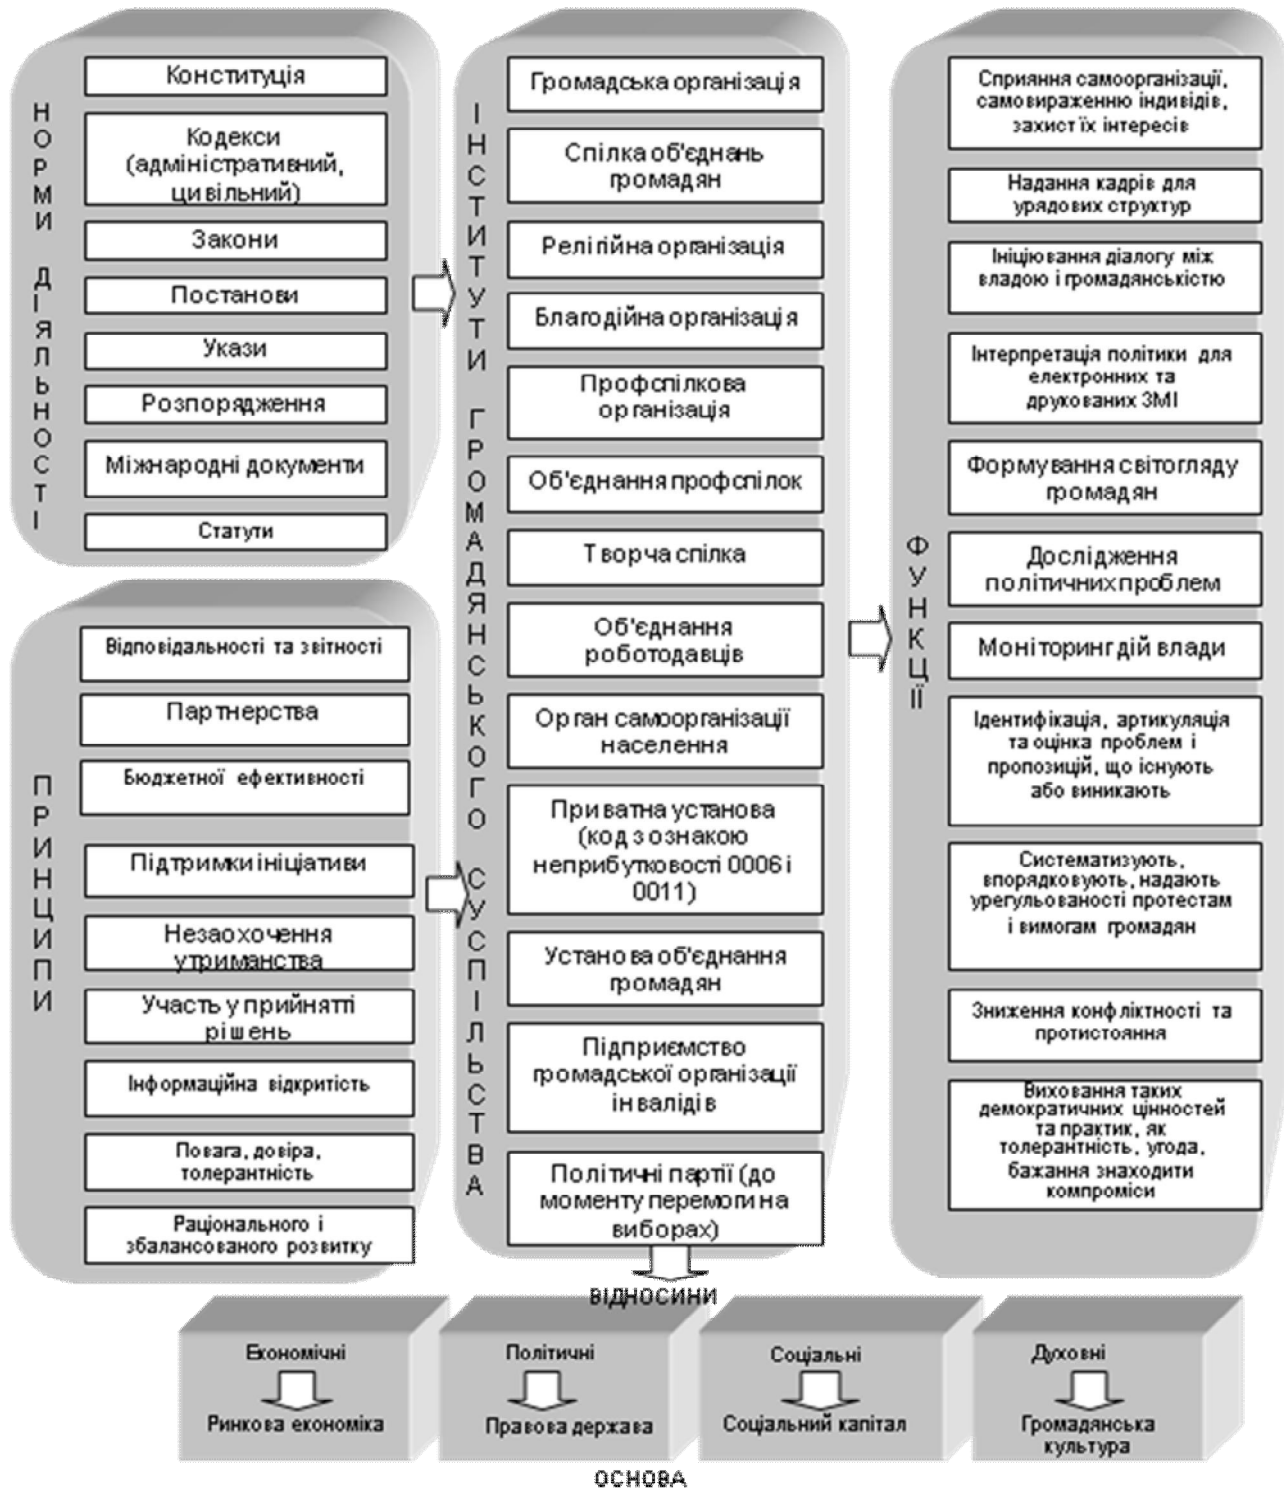 НОРМИ ДІЯЛЬНОСТІ
Конституція
Кодекси
(адміністративний,
цивільний)
Закони
Постанови
Укази
Розпорядження
Міжнародні документи
Статути
ПРИНЦИПИ
Відповідальності та звітності
Партнерства
Бюджетної ефективності
Підтримки ініціативи
Незаохочення
утриманства
Участь у прийнятті
рішень
Інформаційна відкритість
Повага, довіра,
толерантність
Раціонального і
збалансованого розвитку
ІНСТИТУТИ ГРОМАДЯНСЬКОГО СУСПІЛЬСТВА
Громадська організація
Спілка об'єднань
громадян
Релігійна організація
Благодійна організація
Профспілкова
організація
Об'єднання профспілок
Творча спілка
Об'єднання
роботодавців
Орган самоорганізації
населення
Приватна установа
(код з ознакою
неприбутковості 0006 і
0011)
Установа об'єднання
громадян
Підприємство
громадської організації
інвалідів
Політичні партії (до
моменту перемоги на
виборах)
ФУНКЦІЇ
Сприяння самоорганізації,
самовираженню індивідів,
захист їх інтересів
Надання кадрів для
урядових структур
Ініціювання діалогу між
владою і громадянськістю
Інтерпретація політики для
електронних та
друкованих ЗМІ
Формування світогляду
громадян
Дослідження
політичних проблем
Моніторинг дій влади
Ідентифікація, артикуляція
та оцінка проблем і
пропозицій, що існують
або виникають
Систематизують,
впорядковують, надають
урегульованості протестам
і вимогам громадян
Зниження конфліктності та
протистояння
Виховання таких
демократичних цінностей
та практик, як
толерантність, угода,
бажання знаходити
компроміси
ВІДНОСИНИ
Економічні
Ринкова економіка
Політичні
Правова держава
Соціальні
Соціальний капітал
Духовні
Громадянська
культура
ОСНОВА